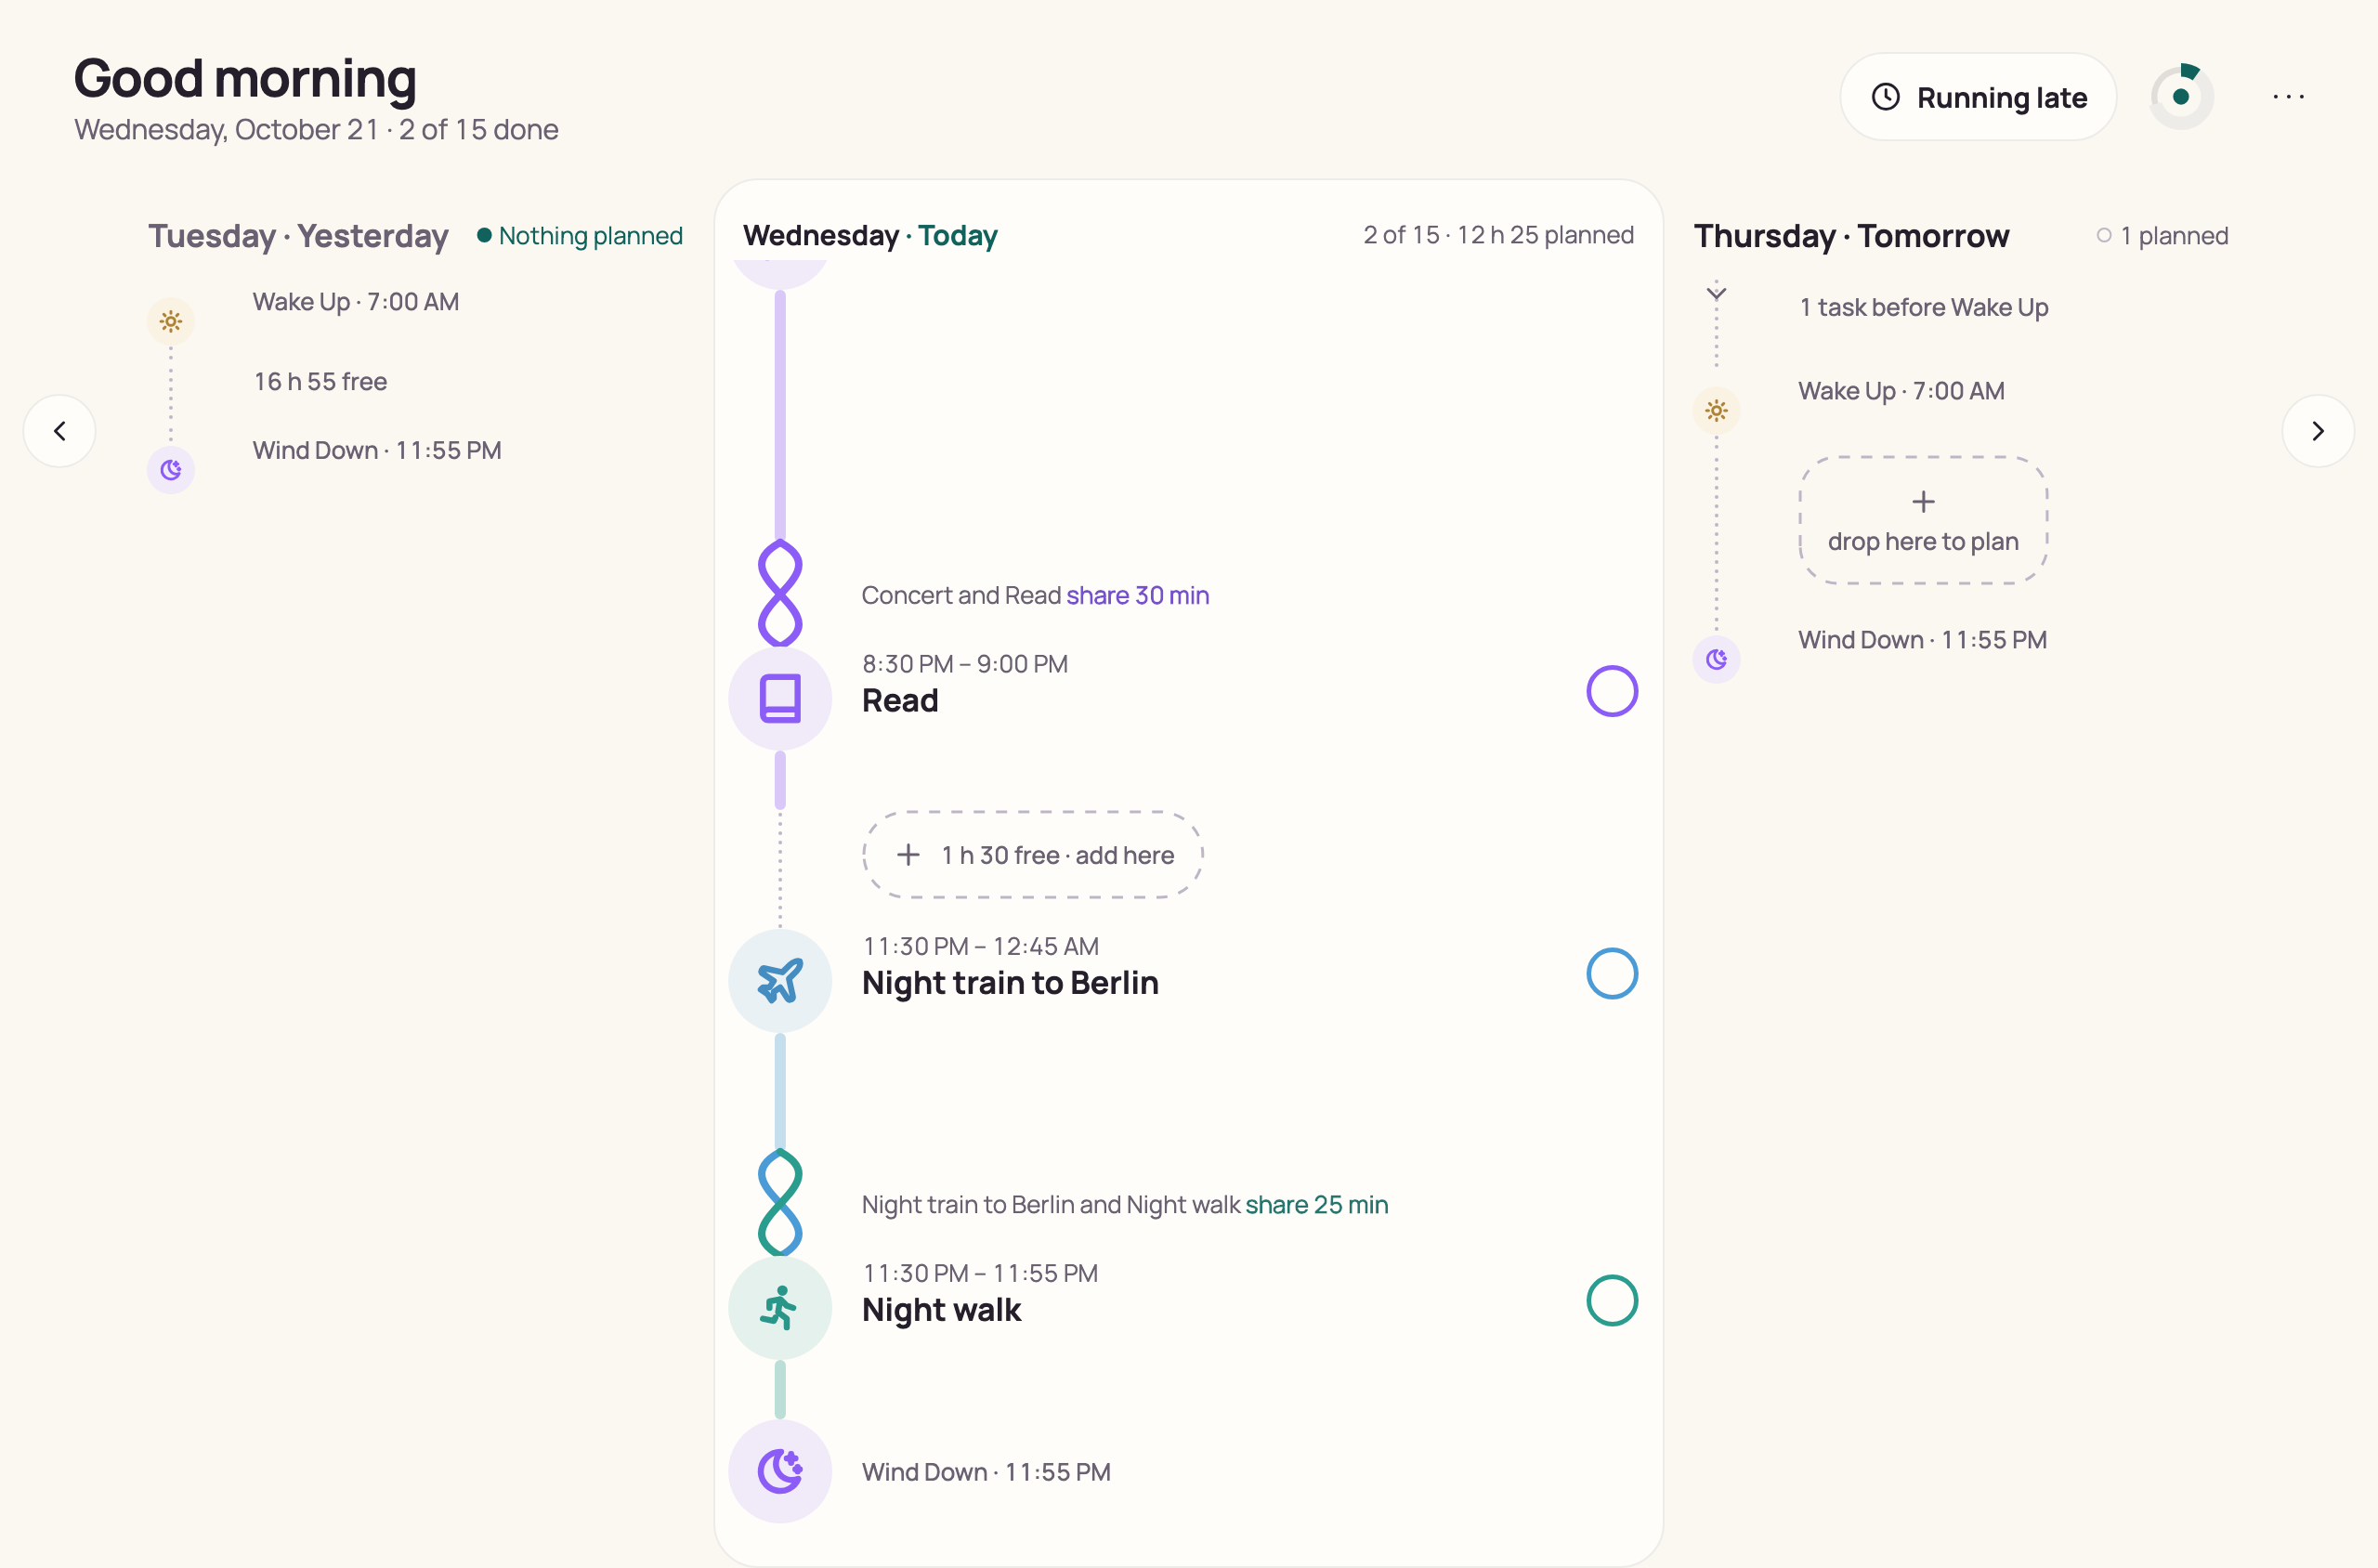 Good morning
Wednesday, October 21 · 2 of 15 done
Running late
Tuesday · Yesterday
Nothing planned
Wake Up · 7:00 AM
16 h 55 free
Wind Down · 11:55 PM
Wednesday · Today
2 of 15 · 12 h 25 planned
Concert and Read share 30 min
8:30 PM – 9:00 PM
Read
1 h 30 free · add here
11:30 PM – 12:45 AM
Night train to Berlin
Night train to Berlin and Night walk share 25 min
11:30 PM – 11:55 PM
Night walk
Wind Down · 11:55 PM
Thursday · Tomorrow
1 planned
1 task before Wake Up
Wake Up · 7:00 AM
drop here to plan
Wind Down · 11:55 PM